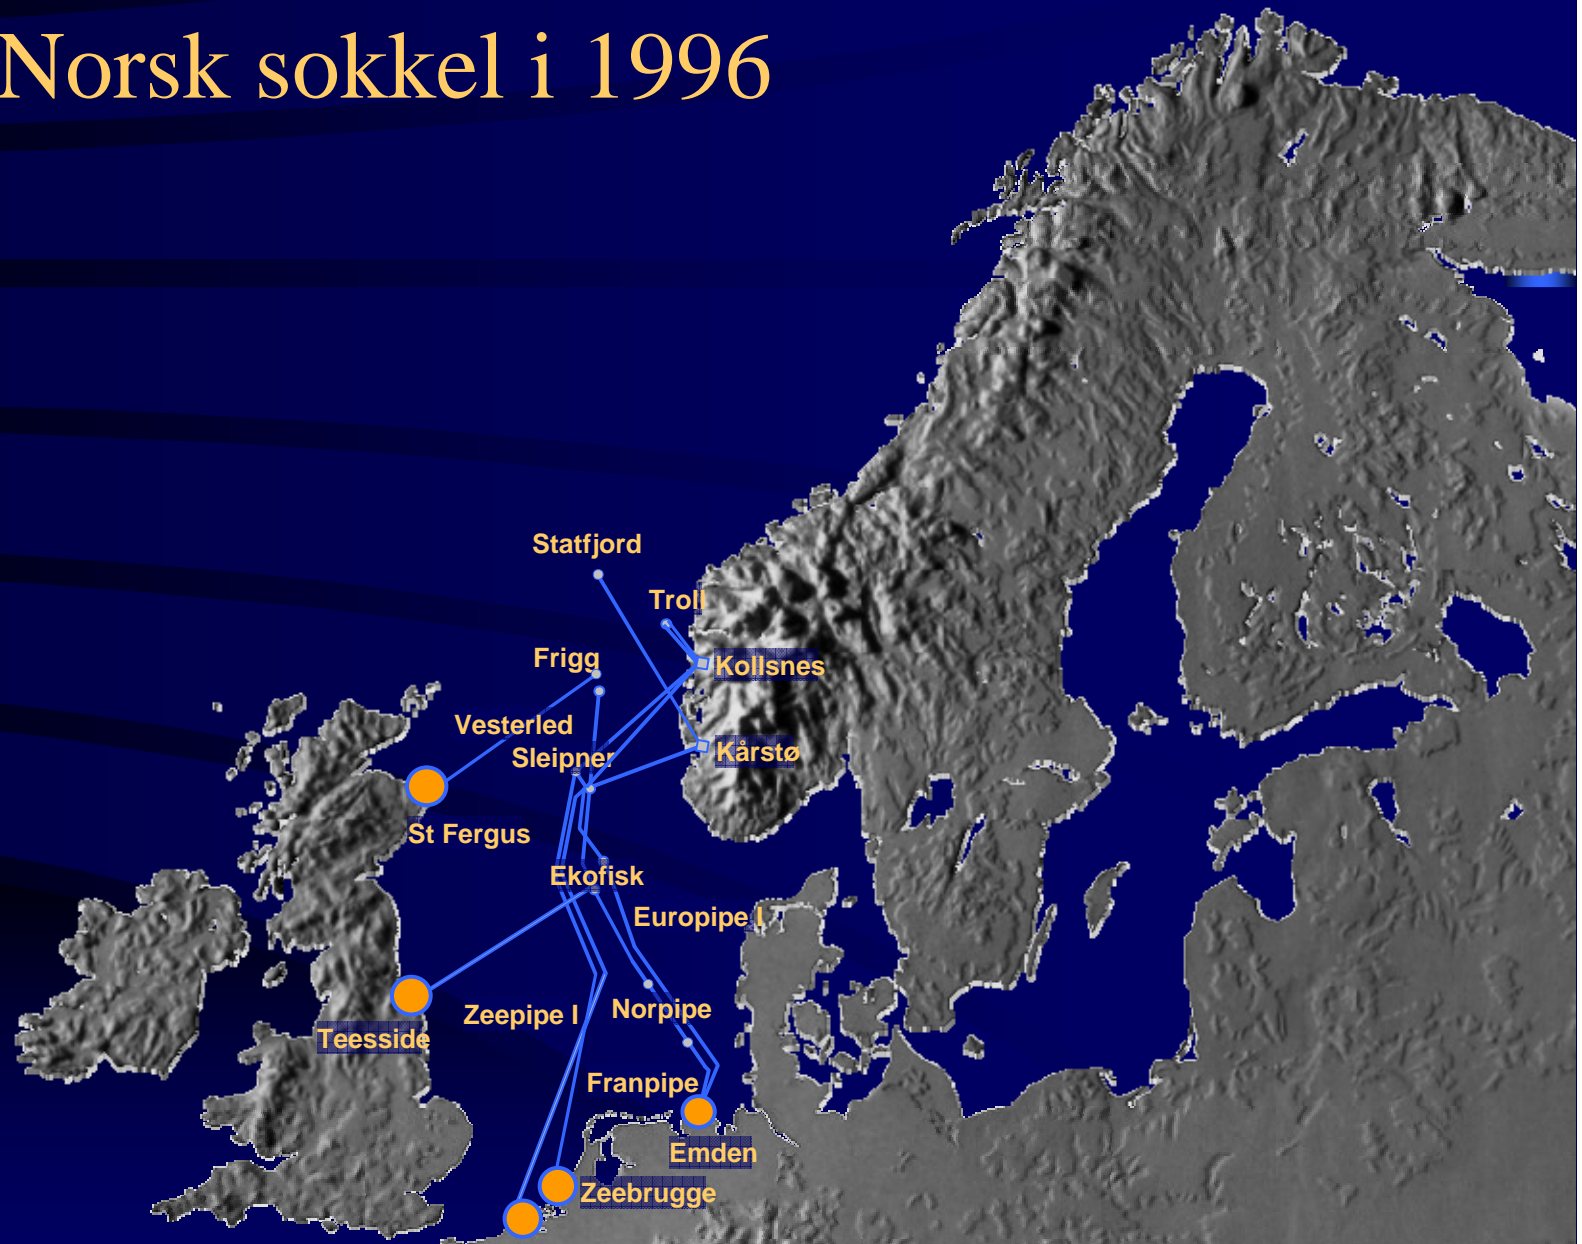 Norsk sokkel i 1996
Statfjord
Troll
Frigg
Kollsnes
Vesterled
Sleipner
Kårstø
St Fergus
Ekofisk
Europipe I
Zeepipe I
Norpipe
Teesside
Franpipe
Emden
Zeebrugge